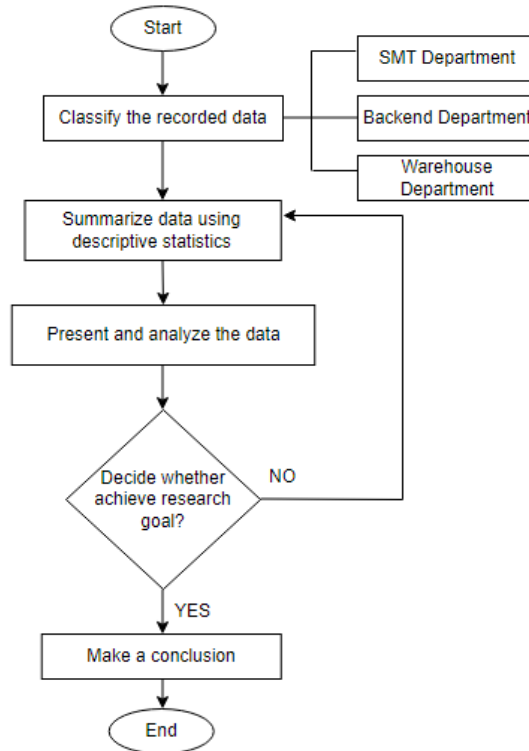 Start
SMT Department
Classify the recorded data
Backend Department
Warehouse
Department
Summarize data using
descriptive statistics
Present and analyze the data
Decide whether
achieve research
goal?
NO
YES
Make a conclusion
End